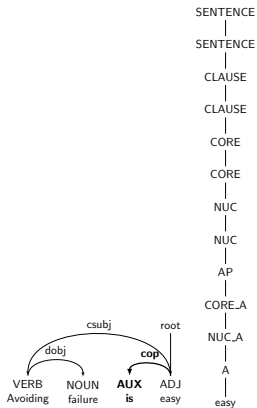 SENTENCE
SENTENCE
CLAUSE
CLAUSE
CORE
CORE
NUC
NUC
AP
CORE_A
NUC_A
A
easy
csubj root
dobj cop
VERB NOUN AUX ADJ
Avoiding failure is easy